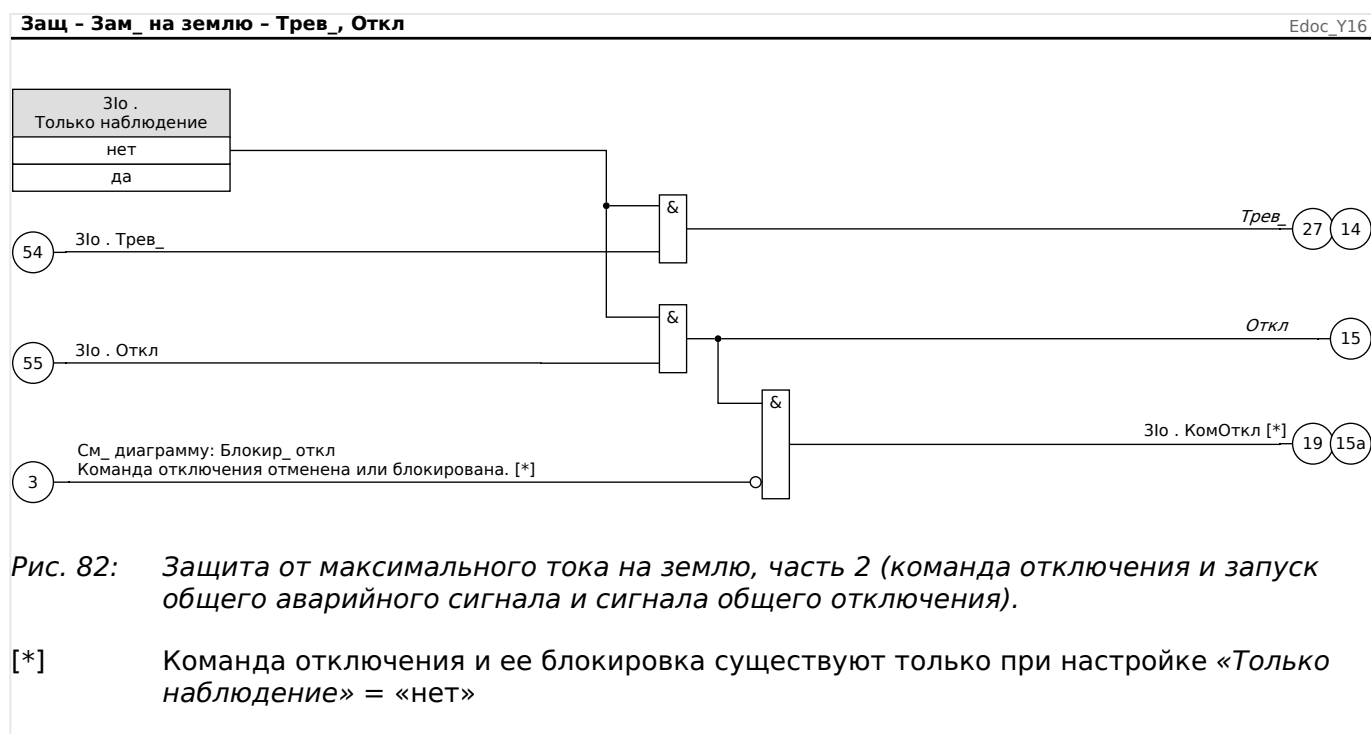 Защ – Зам_ на землю – Трев_, Откл
Edoc_Y16
3Io .
Только наблюдение
нет
да
&
54
3Io . Трев_
Трев_
27
14
&
55
3Io . Откл
Откл
15
&
3
См_ диаграмму: Блокир_ откл
Команда отключения отменена или блокирована. [*]
3Io . КомОткл [*]
19
15a
Рис. 82: Защита от максимального тока на землю, часть 2 (команда отключения и запуск
общего аварийного сигнала и сигнала общего отключения).
[*] Команда отключения и ее блокировка существуют только при настройке «Только
наблюдение» = «нет»